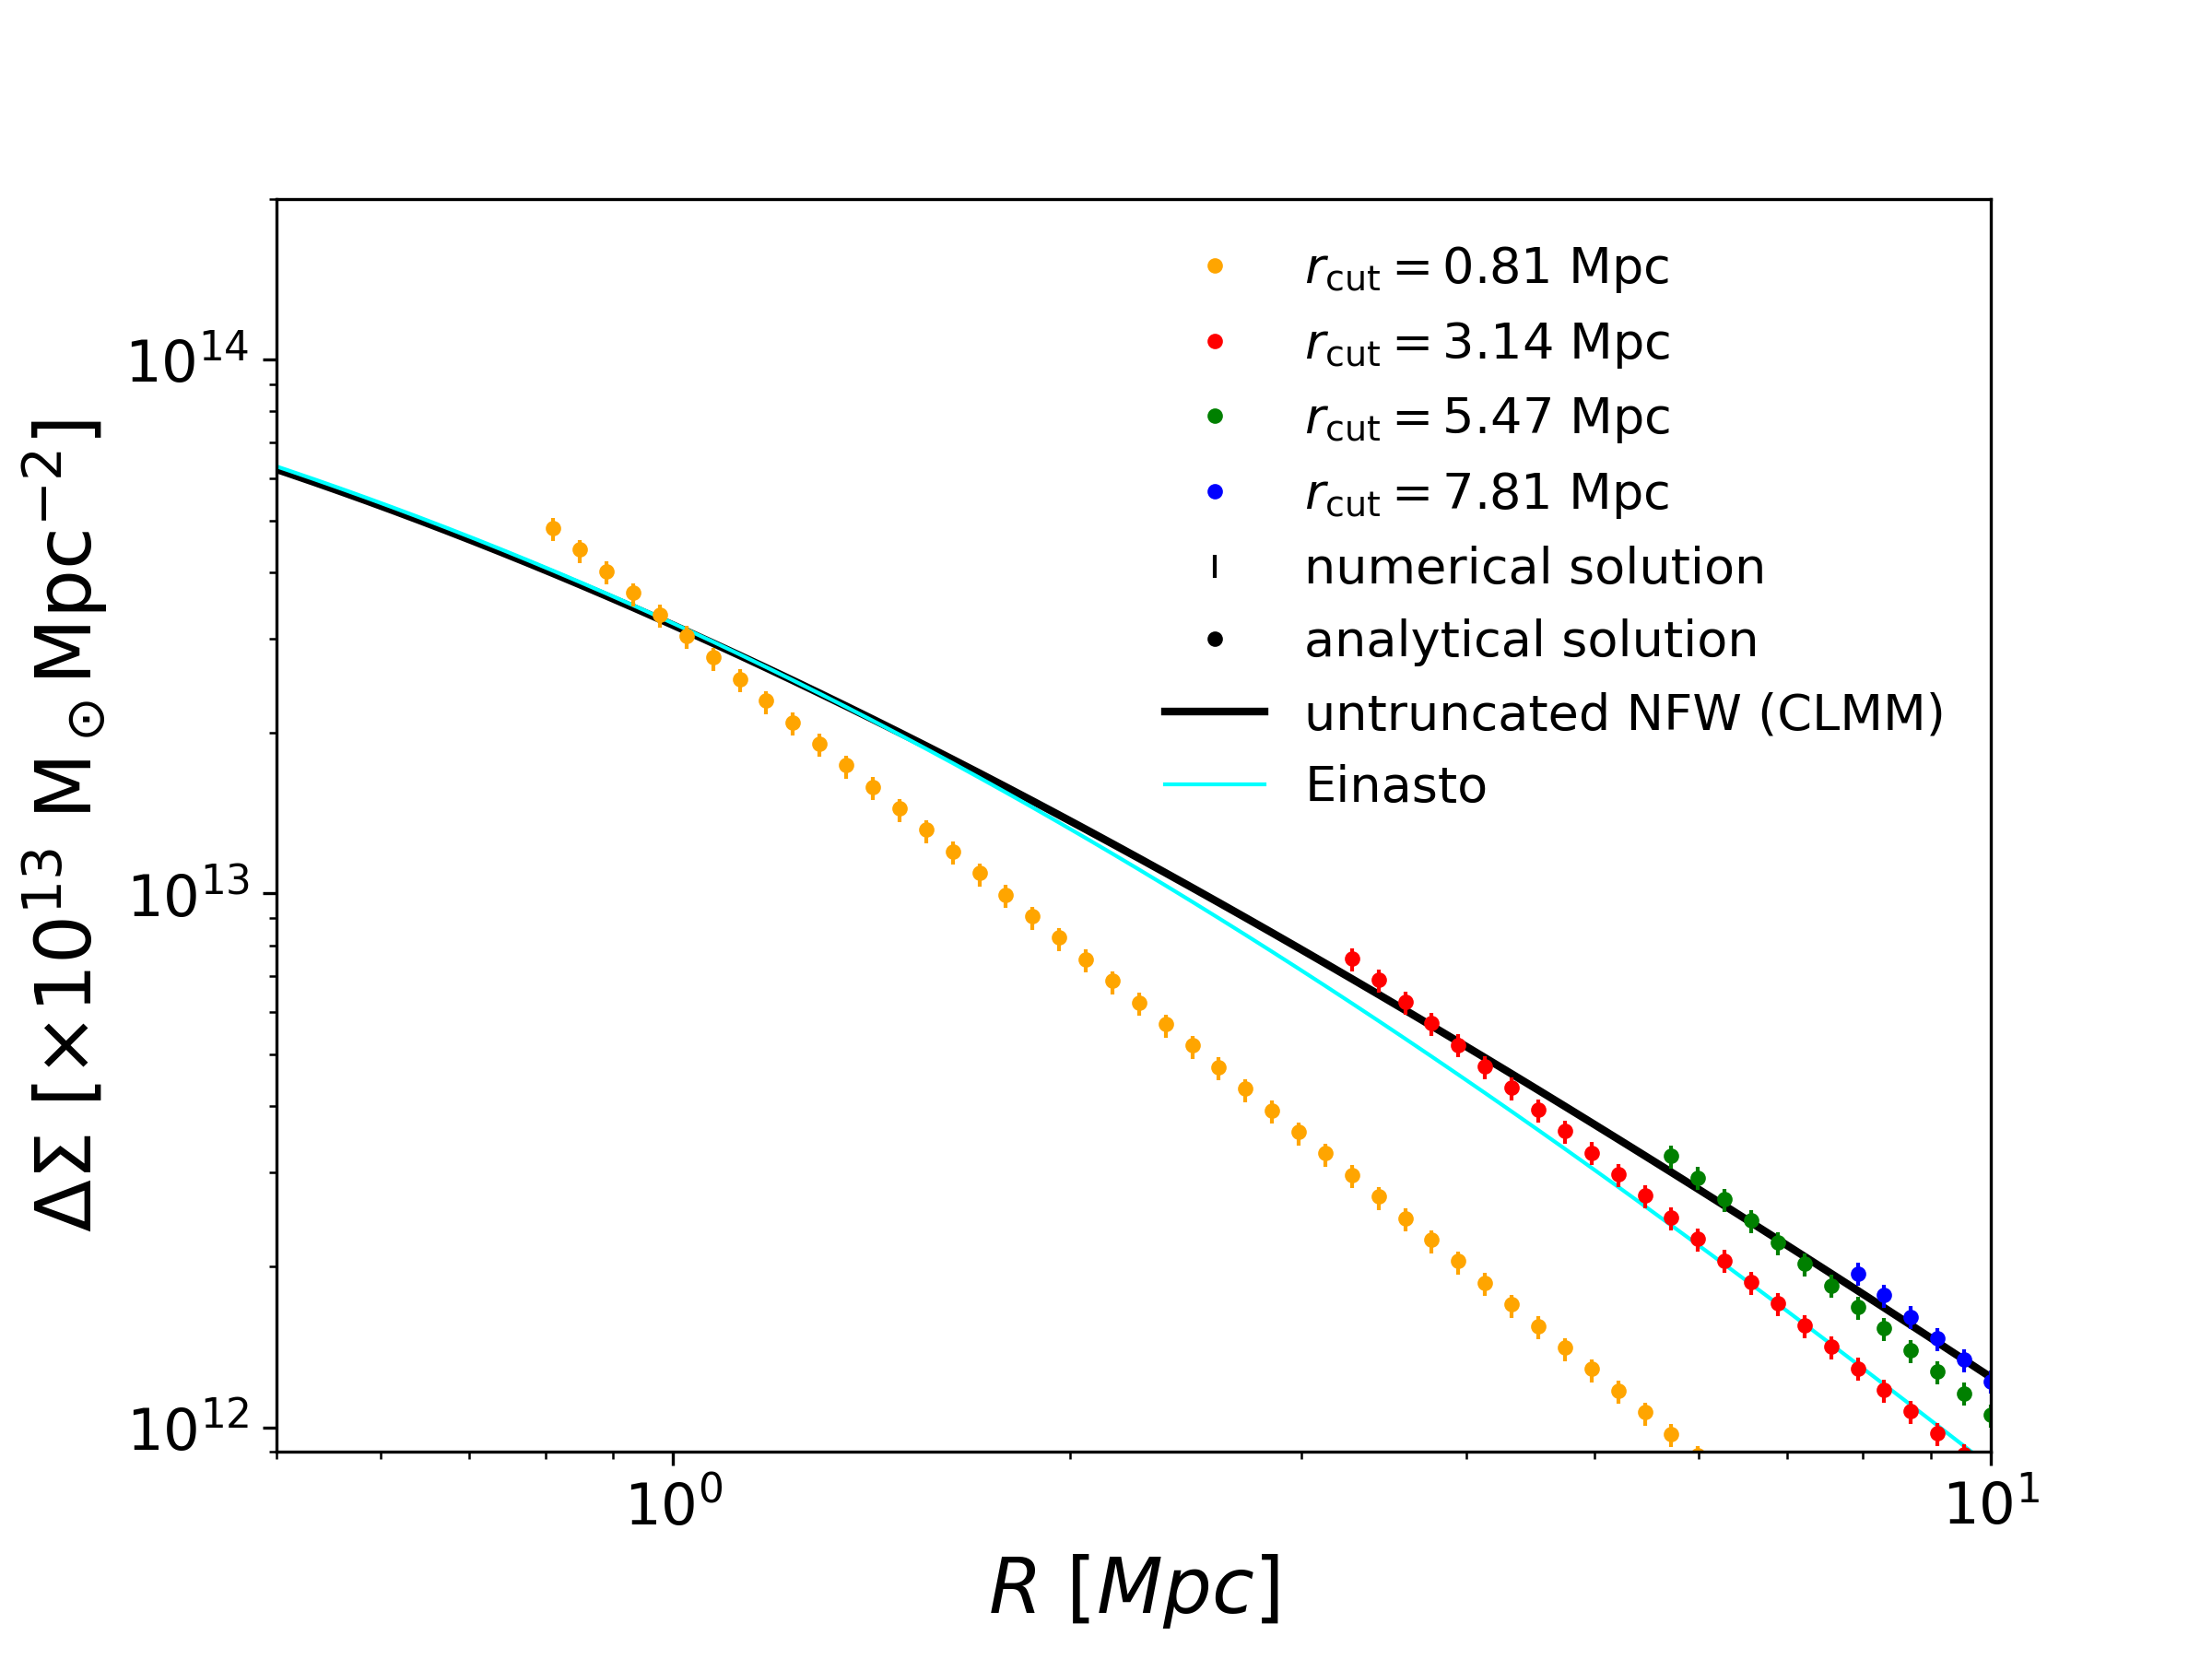 r_cut = 0.81 Mpc
r_cut = 3.14 Mpc
r_cut = 5.47 Mpc
r_cut = 7.81 Mpc
numerical solution
analytical solution
untruncated NFW (CLMM)
Einasto
10^14
10^13
10^12
ΔΣ [×10^13 M_⊙ Mpc^−2]
10^0
10^1
R [Mpc]